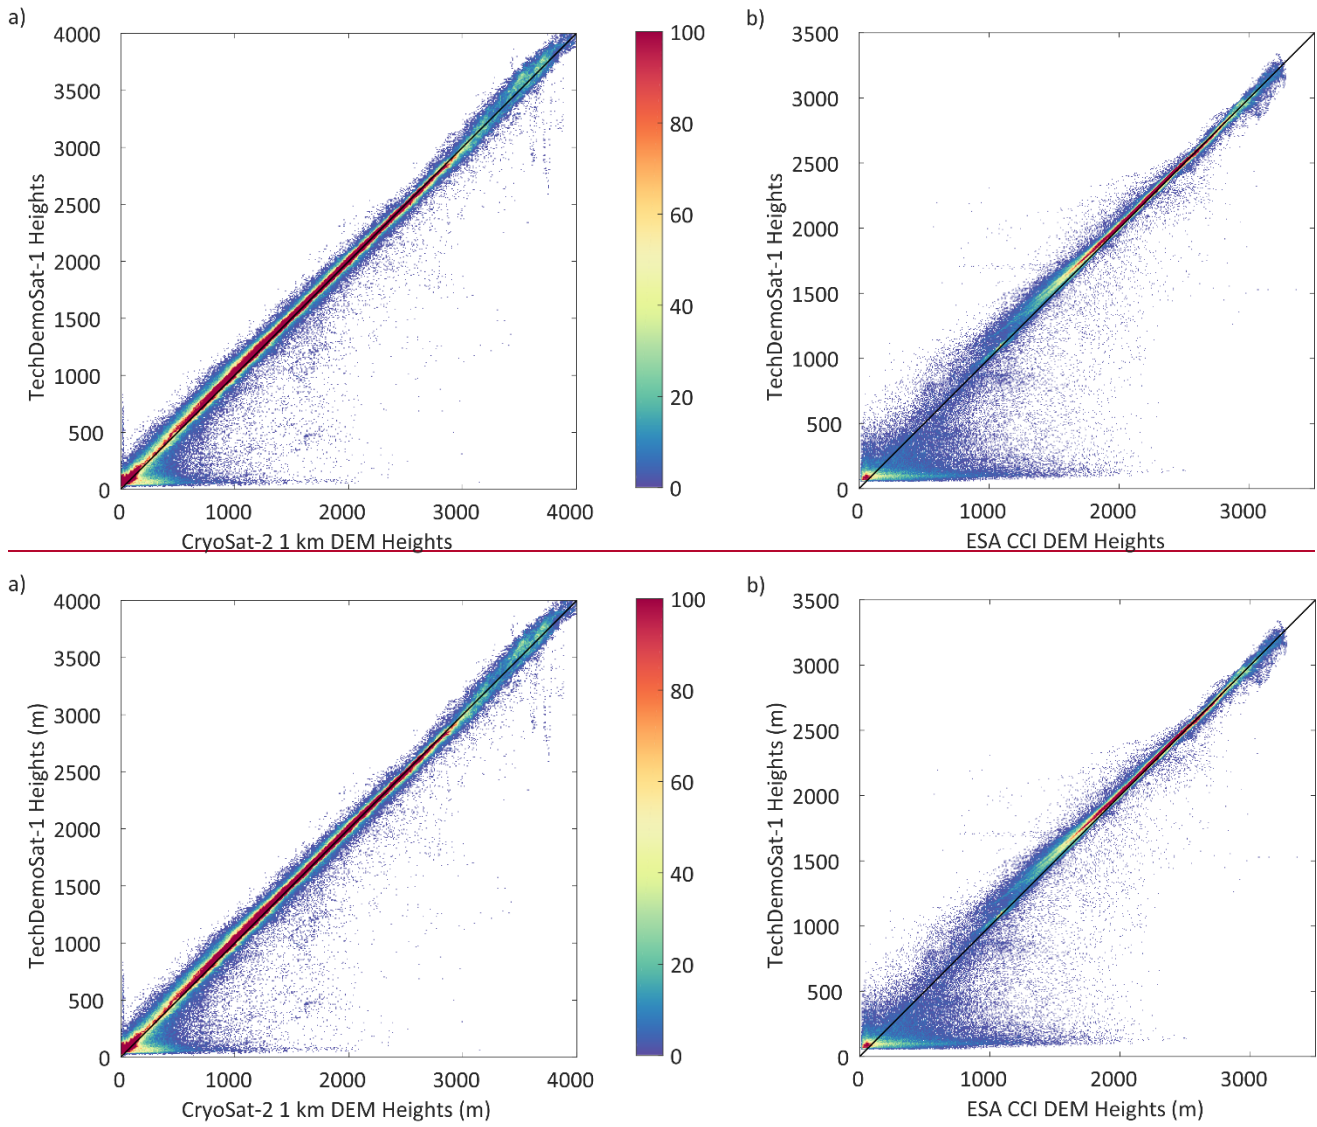 a)
b)
4000
3500
3000
2500
2000
1500
1000
500
0
TechDemoSat-1 Heights
0 1000 2000 3000 4000
CryoSat-2 1 km DEM Heights
100
80
60
40
20
0
3500
3000
2500
2000
1500
1000
500
0
TechDemoSat-1 Heights
0 1000 2000 3000
ESA CCI DEM Heights
a)
b)
4000
3500
3000
2500
2000
1500
1000
500
0
TechDemoSat-1 Heights (m)
0 1000 2000 3000 4000
CryoSat-2 1 km DEM Heights (m)
100
80
60
40
20
0
3500
3000
2500
2000
1500
1000
500
0
TechDemoSat-1 Heights (m)
0 1000 2000 3000
ESA CCI DEM Heights (m)